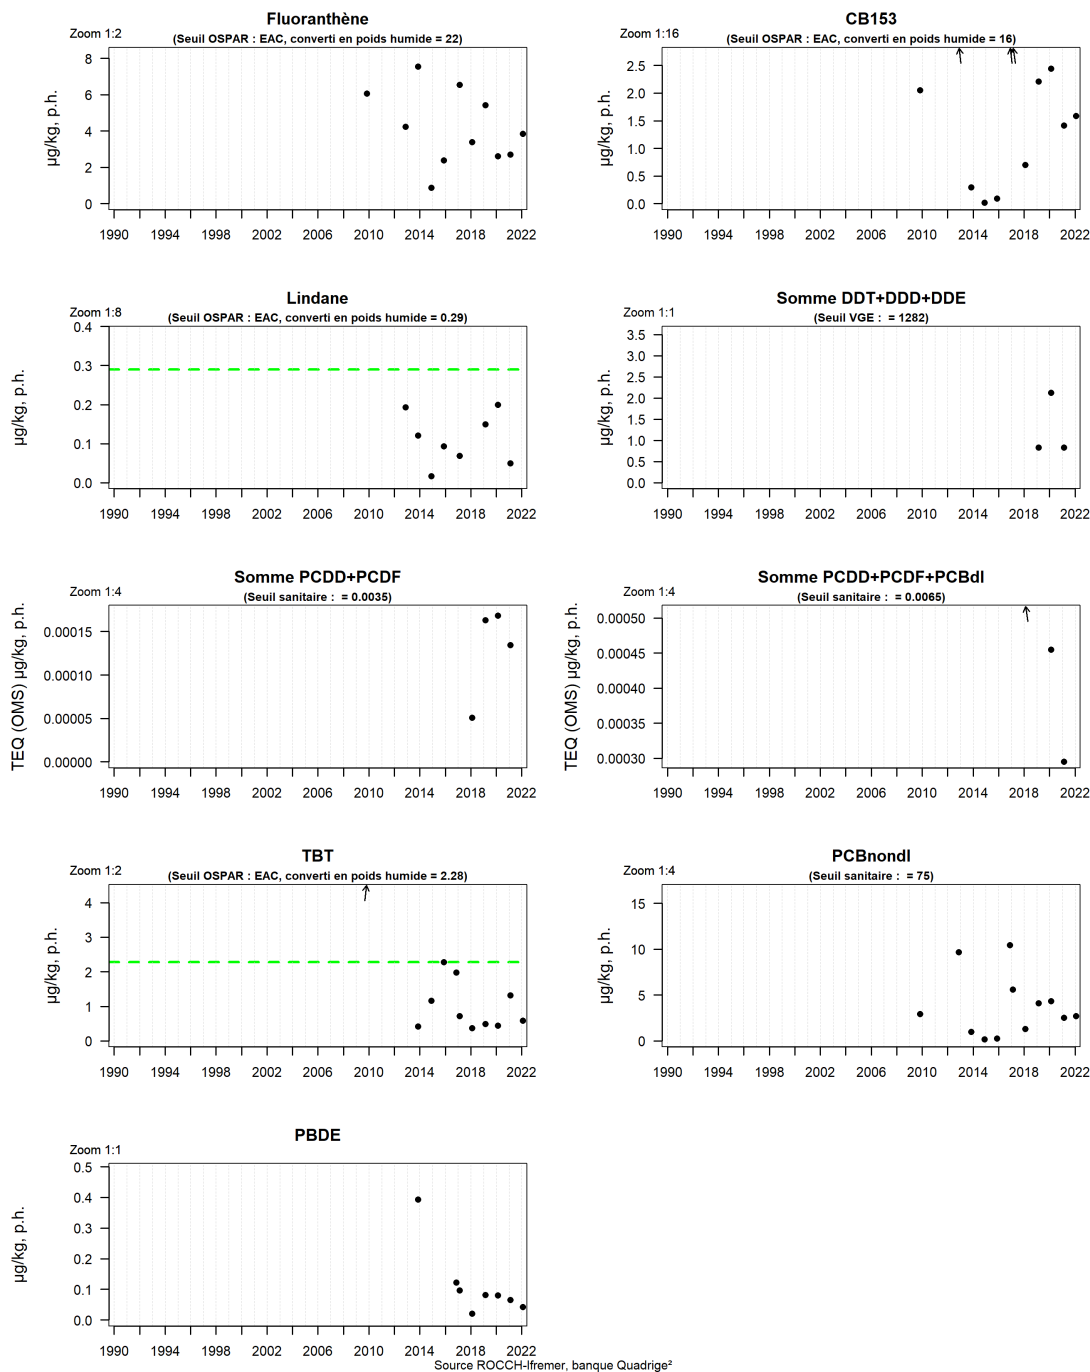 Fluoranthène
Zoom 1:2
(Seuil OSPAR : EAC, converti en poids humide = 22)
µg/kg, p.h.
8
6
4
2
0
1990 1994 1998 2002 2006 2010 2014 2018 2022
CB153
Zoom 1:16
(Seuil OSPAR : EAC, converti en poids humide = 16)
µg/kg, p.h.
2.5
2.0
1.5
1.0
0.5
0.0
1990 1994 1998 2002 2006 2010 2014 2018 2022
Lindane
Zoom 1:8
(Seuil OSPAR : EAC, converti en poids humide = 0.29)
µg/kg, p.h.
0.4
0.3
0.2
0.1
0.0
1990 1994 1998 2002 2006 2010 2014 2018 2022
Somme DDT+DDD+DDE
Zoom 1:1
(Seuil VGE :  = 1282)
µg/kg, p.h.
3.5
3.0
2.5
2.0
1.5
1.0
0.5
0.0
1990 1994 1998 2002 2006 2010 2014 2018 2022
Somme PCDD+PCDF
Zoom 1:4
(Seuil sanitaire :  = 0.0035)
TEQ (OMS) µg/kg, p.h.
0.00015
0.00010
0.00005
0.00000
1990 1994 1998 2002 2006 2010 2014 2018 2022
Somme PCDD+PCDF+PCBdl
Zoom 1:4
(Seuil sanitaire :  = 0.0065)
TEQ (OMS) µg/kg, p.h.
0.00050
0.00045
0.00040
0.00035
0.00030
1990 1994 1998 2002 2006 2010 2014 2018 2022
TBT
Zoom 1:2
(Seuil OSPAR : EAC, converti en poids humide = 2.28)
µg/kg, p.h.
4
3
2
1
0
1990 1994 1998 2002 2006 2010 2014 2018 2022
PCBnondl
Zoom 1:4
(Seuil sanitaire :  = 75)
µg/kg, p.h.
15
10
5
0
1990 1994 1998 2002 2006 2010 2014 2018 2022
PBDE
Zoom 1:1
µg/kg, p.h.
0.5
0.4
0.3
0.2
0.1
0.0
1990 1994 1998 2002 2006 2010 2014 2018 2022
Source ROCCH-Ifremer, banque Quadrige²